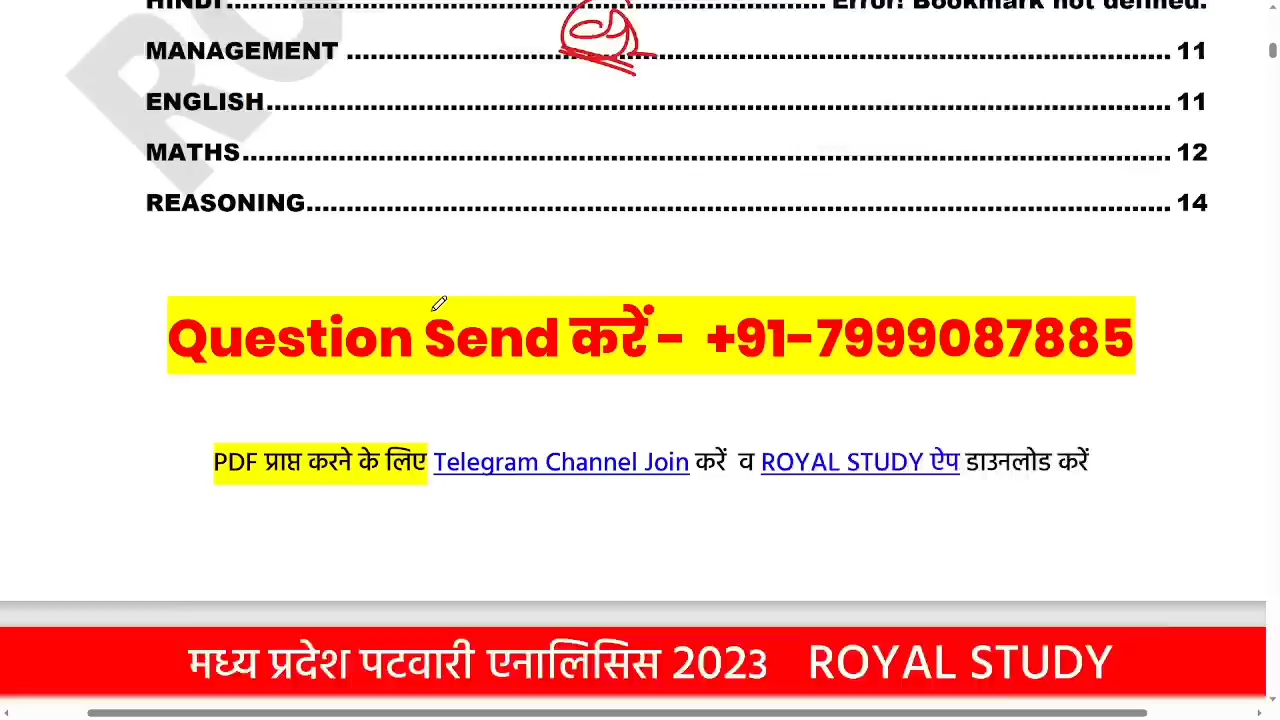 HINDI........ Error! Bookmark not defined.
MANAGEMENT ........ 11
ENGLISH........ 11
MATHS........ 12
REASONING........ 14
Question Send करें - +91-7999087885
PDF प्राप्त करने के लिए Telegram Channel Join करें व ROYAL STUDY ऐप डाउनलोड करें
मध्य प्रदेश पटवारी एनालिसिस 2023 ROYAL STUDY